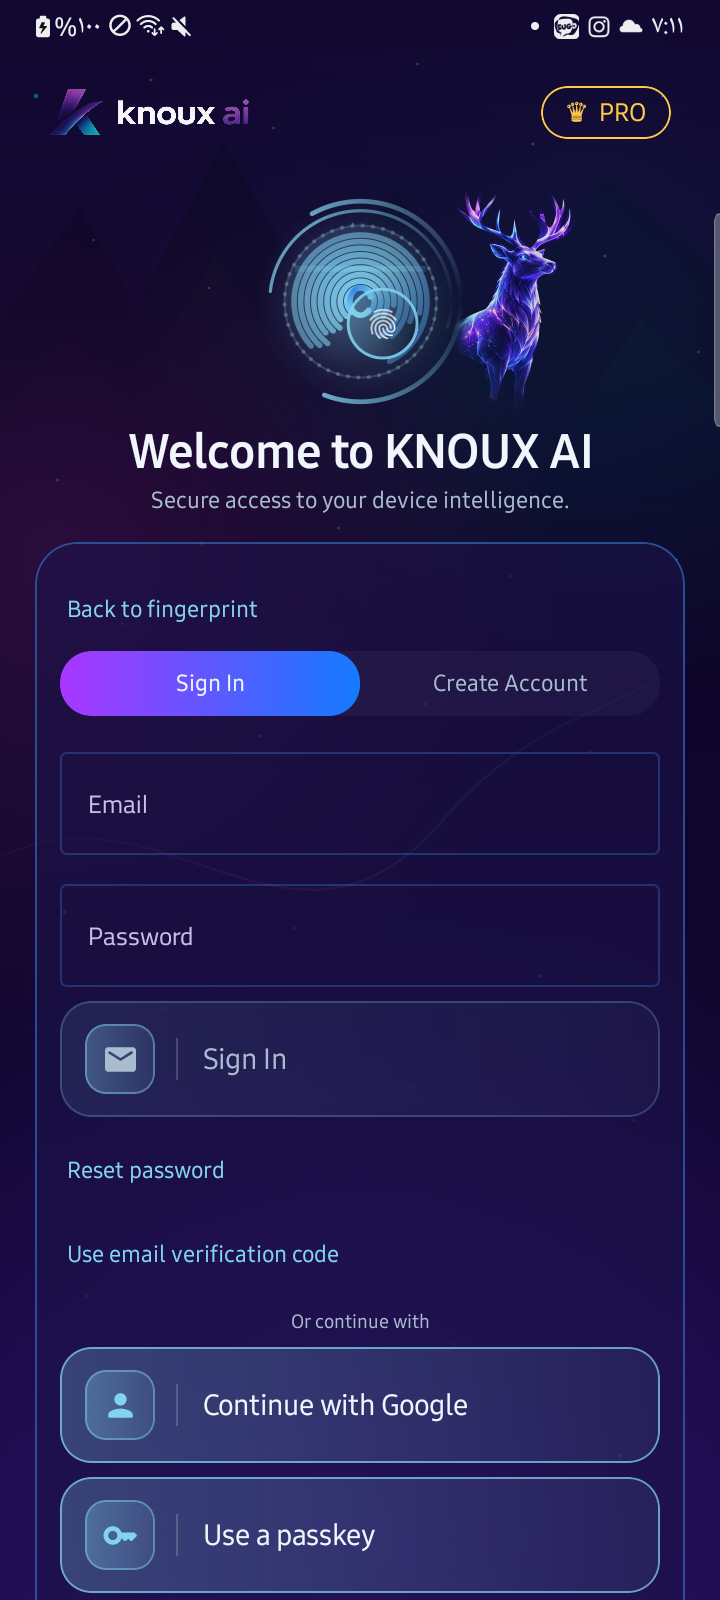 %١٠٠
٧:١١
knoux ai
PRO
Welcome to KNOUX AI
Secure access to your device intelligence.
Back to fingerprint
Sign In
Create Account
Email
Password
Sign In
Reset password
Use email verification code
Or continue with
Continue with Google
Use a passkey